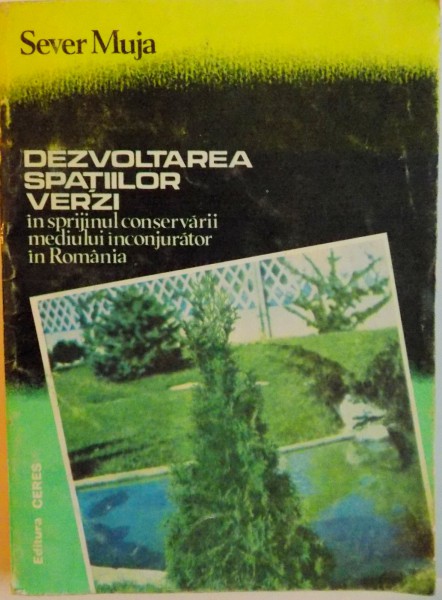 Sever Muja
DEZVOLTAREA
SPAȚIILOR
VERZI
în sprijinul conservării
mediului înconjurător
în România
Editura CERES